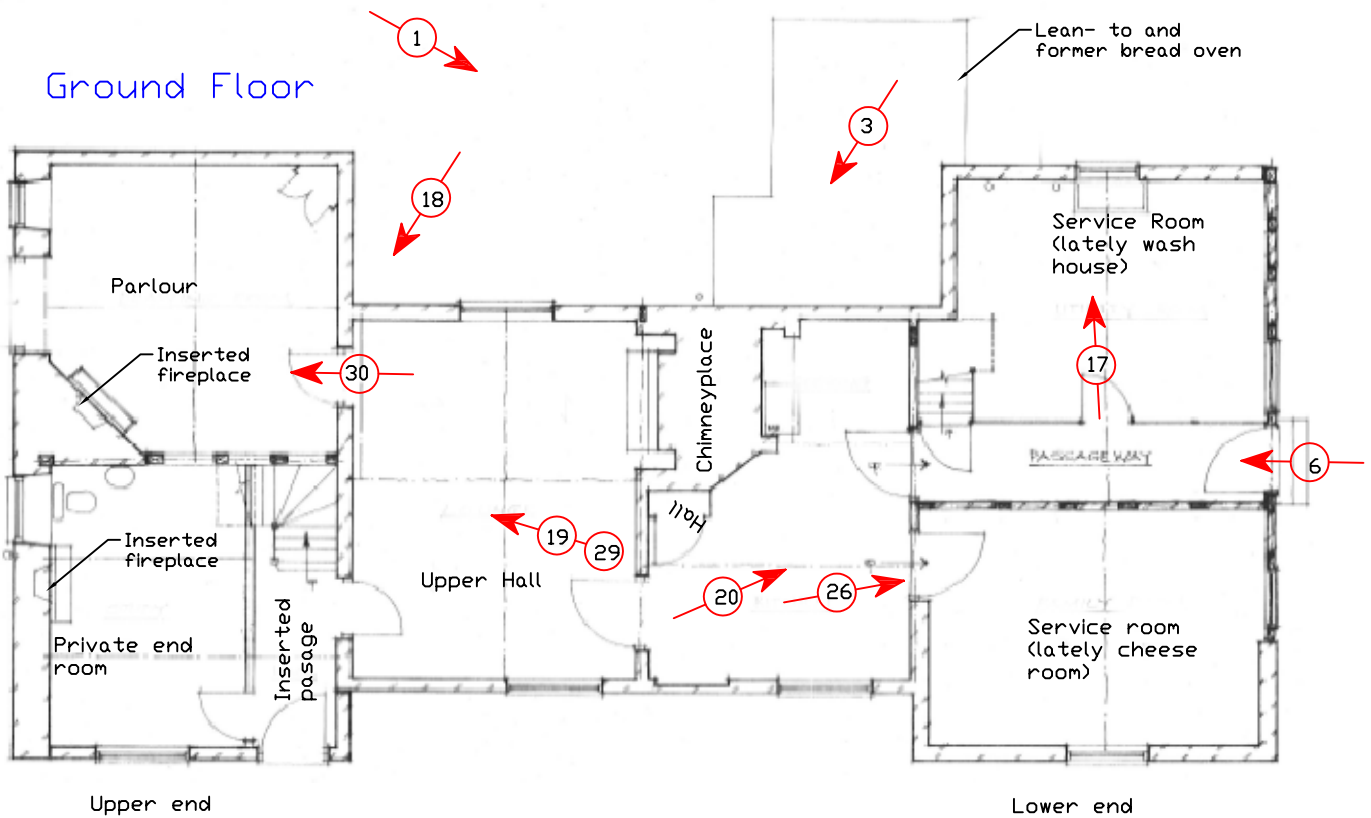 Ground Floor
1
Lean- to and
former bread oven
3
18
Service Room
(lately wash
house)
Parlour
Inserted
fireplace
30
Chimneyplace
17
PASSAGEWAY
6
Hall
Inserted
fireplace
19
29
Upper Hall
20
26
Private end
room
Inserted
pasage
Service room
(lately cheese
room)
Upper end
Lower end